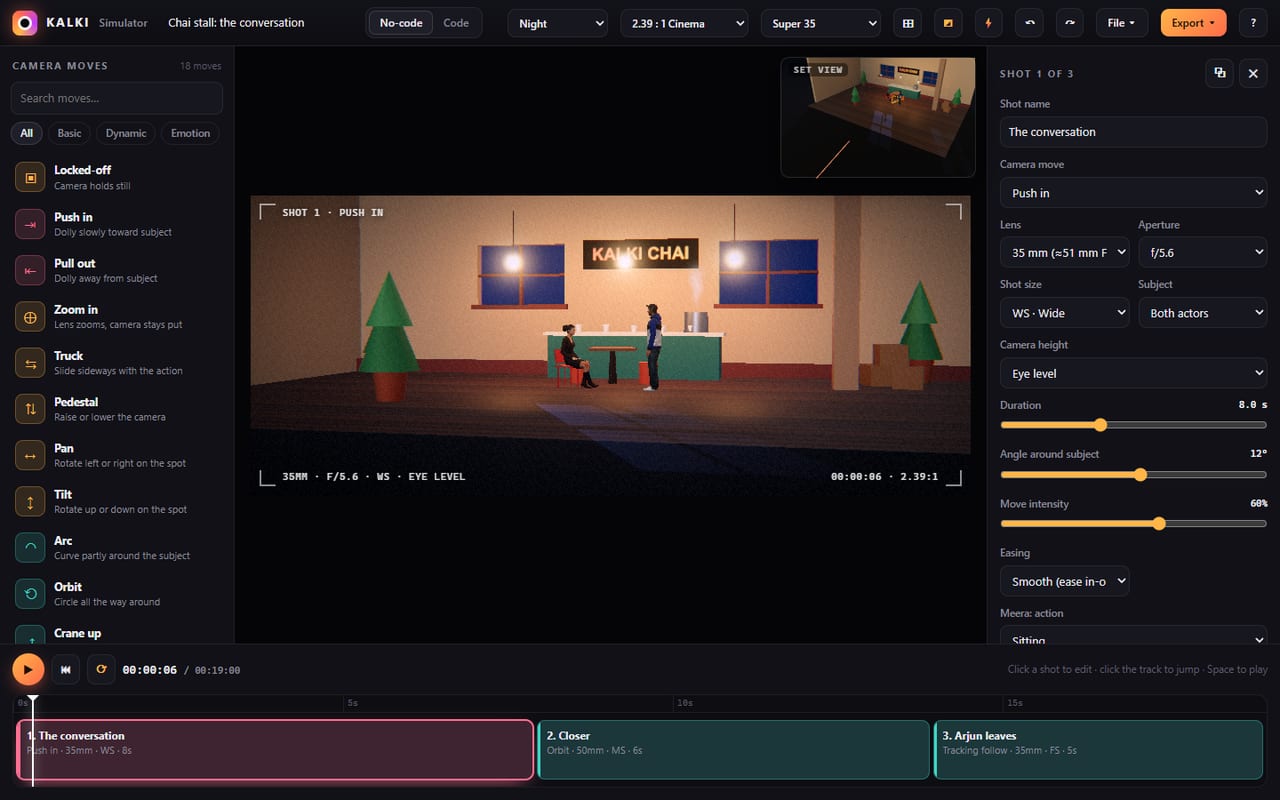 KALKI Simulator Chai stall: the conversation No-code Code Night 2.39 : 1 Cinema Super 35 File Export ?
CAMERA MOVES 18 moves
Search moves...
All Basic Dynamic Emotion
Locked-off
Camera holds still
Push in
Dolly slowly toward subject
Pull out
Dolly away from subject
Zoom in
Lens zooms, camera stays put
Truck
Slide sideways with the action
Pedestal
Raise or lower the camera
Pan
Rotate left or right on the spot
Tilt
Rotate up or down on the spot
Arc
Curve partly around the subject
Orbit
Circle all the way around
Crane up
SET VIEW
SHOT 1 · PUSH IN
KALKI CHAI
35MM · F/5.6 · WS · EYE LEVEL
00:00:06 · 2.39:1
SHOT 1 OF 3
Shot name
The conversation
Camera move
Push in
Lens Aperture
35 mm (≈51 mm F f/5.6
Shot size Subject
WS · Wide Both actors
Camera height
Eye level
Duration 8.0 s
Angle around subject 12°
Move intensity 60%
Easing
Smooth (ease in-o
Meera: action
Sitting
00:00:06 / 00:19:00
Click a shot to edit · click the track to jump · Space to play
0s 5s 10s 15s
1. The conversation
Push in · 35mm · WS · 8s
2. Closer
Orbit · 50mm · MS · 6s
3. Arjun leaves
Tracking follow · 35mm · FS · 5s